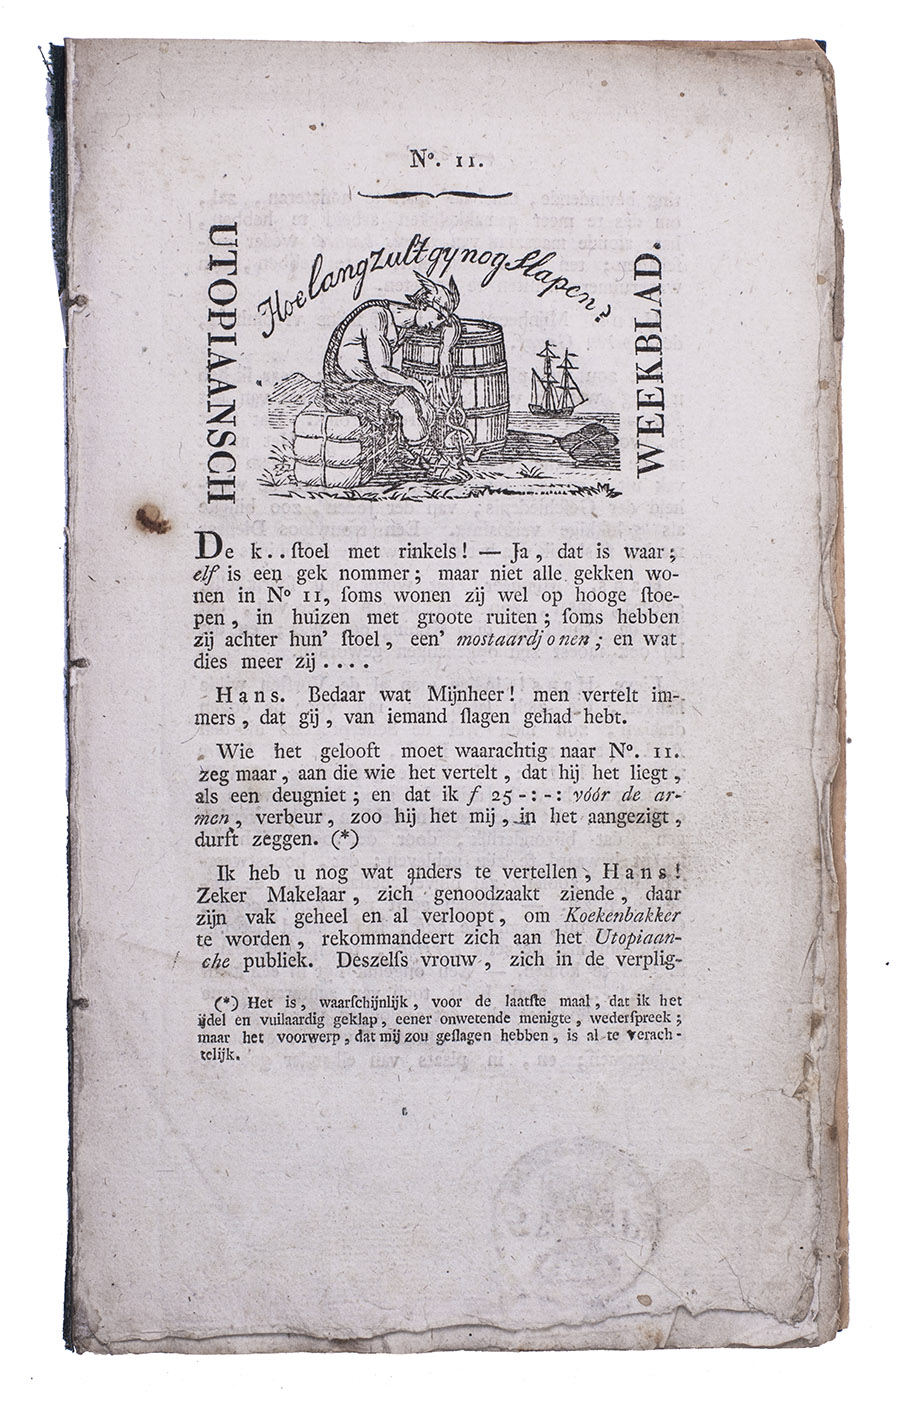 Nº. 11.
UTOPIAANSCH
Hoe lang zult gy nog slapen?
WEEKBLAD.
De k..ſtoel met rinkels! — Ja, dat is waar;
elf is een gek nommer; maar niet alle gekken wo-
nen in Nº 11, ſoms wonen zij wel op hooge ſtoe-
pen, in huizen met groote ruiten; ſoms hebben
zij achter hun' ſtoel, een' mostaardjonen; en wat
dies meer zij ....
Hans. Bedaar wat Mijnheer! men vertelt im-
mers, dat gij, van iemand ſlagen gehad hebt.
Wie het gelooft moet waarachtig naar Nº. 11.
zeg maar, aan die wie het vertelt, dat hij het liegt,
als een deugniet; en dat ik f 25-:-: vóór de ar-
men, verbeur, zoo hij het mij, in het aangezigt,
durft zeggen. (*)
Ik heb u nog wat anders te vertellen, Hans!
Zeker Makelaar, zich genoodzaakt ziende, daar
zijn vak geheel en al verloopt, om Koekenbakker
te worden, rekommandeert zich aan het Utopiaan-
che publiek. Deszelfs vrouw, zich in de verplig-
(*) Het is, waarſchijnlijk, voor de laatſte maal, dat ik het
ijdel en vuilaardig geklap, eener onwetende menigte, wederſpreek;
maar het voorwerp, dat mij zou geſlagen hebben, is al te verach-
telijk.